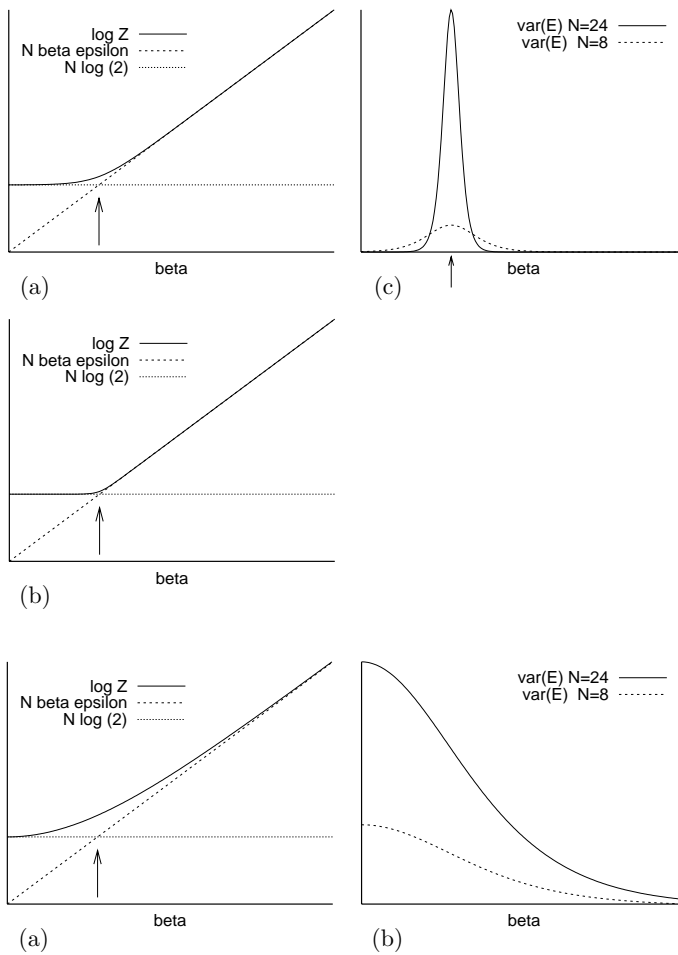 log Z
N beta epsilon
N log (2)
beta
(a)
var(E) N=24
var(E) N=8
beta
(c)
log Z
N beta epsilon
N log (2)
beta
(b)
log Z
N beta epsilon
N log (2)
beta
(a)
var(E) N=24
var(E) N=8
beta
(b)